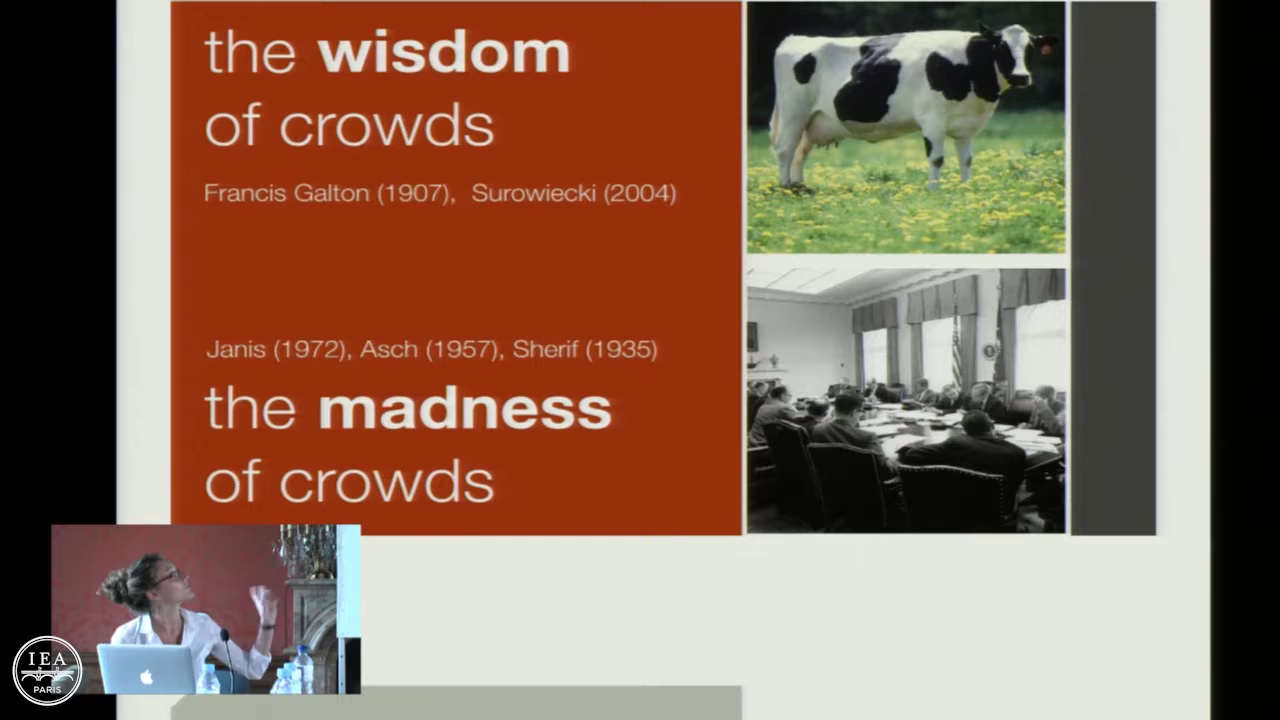 the wisdom
of crowds
Francis Galton (1907), Surowiecki (2004)
Janis (1972), Asch (1957), Sherif (1935)
the madness
of crowds
IEA
PARIS